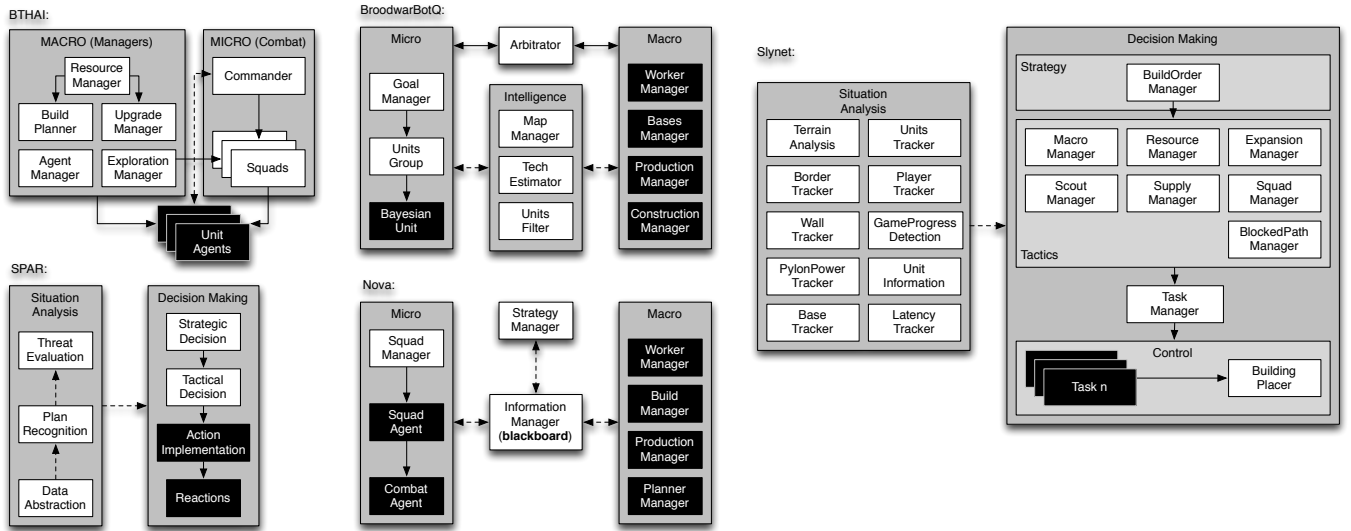 BTHAI:
MACRO (Managers)
Resource
Manager
Build
Planner
Upgrade
Manager
Agent
Manager
Exploration
Manager
MICRO (Combat)
Commander
Squads
Unit
Agents
SPAR:
Situation
Analysis
Threat
Evaluation
Plan
Recognition
Data
Abstraction
Decision Making
Strategic
Decision
Tactical
Decision
Action
Implementation
Reactions
BroodwarBotQ:
Micro
Goal
Manager
Units
Group
Bayesian
Unit
Arbitrator
Intelligence
Map
Manager
Tech
Estimator
Units
Filter
Macro
Worker
Manager
Bases
Manager
Production
Manager
Construction
Manager
Nova:
Micro
Squad
Manager
Squad
Agent
Combat
Agent
Strategy
Manager
Information
Manager
(blackboard)
Macro
Worker
Manager
Build
Manager
Production
Manager
Planner
Manager
Slynet:
Situation
Analysis
Terrain
Analysis
Units
Tracker
Border
Tracker
Player
Tracker
Wall
Tracker
GameProgress
Detection
PylonPower
Tracker
Unit
Information
Base
Tracker
Latency
Tracker
Decision Making
Strategy
BuildOrder
Manager
Macro
Manager
Resource
Manager
Expansion
Manager
Scout
Manager
Supply
Manager
Squad
Manager
BlockedPath
Manager
Tactics
Task
Manager
Control
Task n
Building
Placer